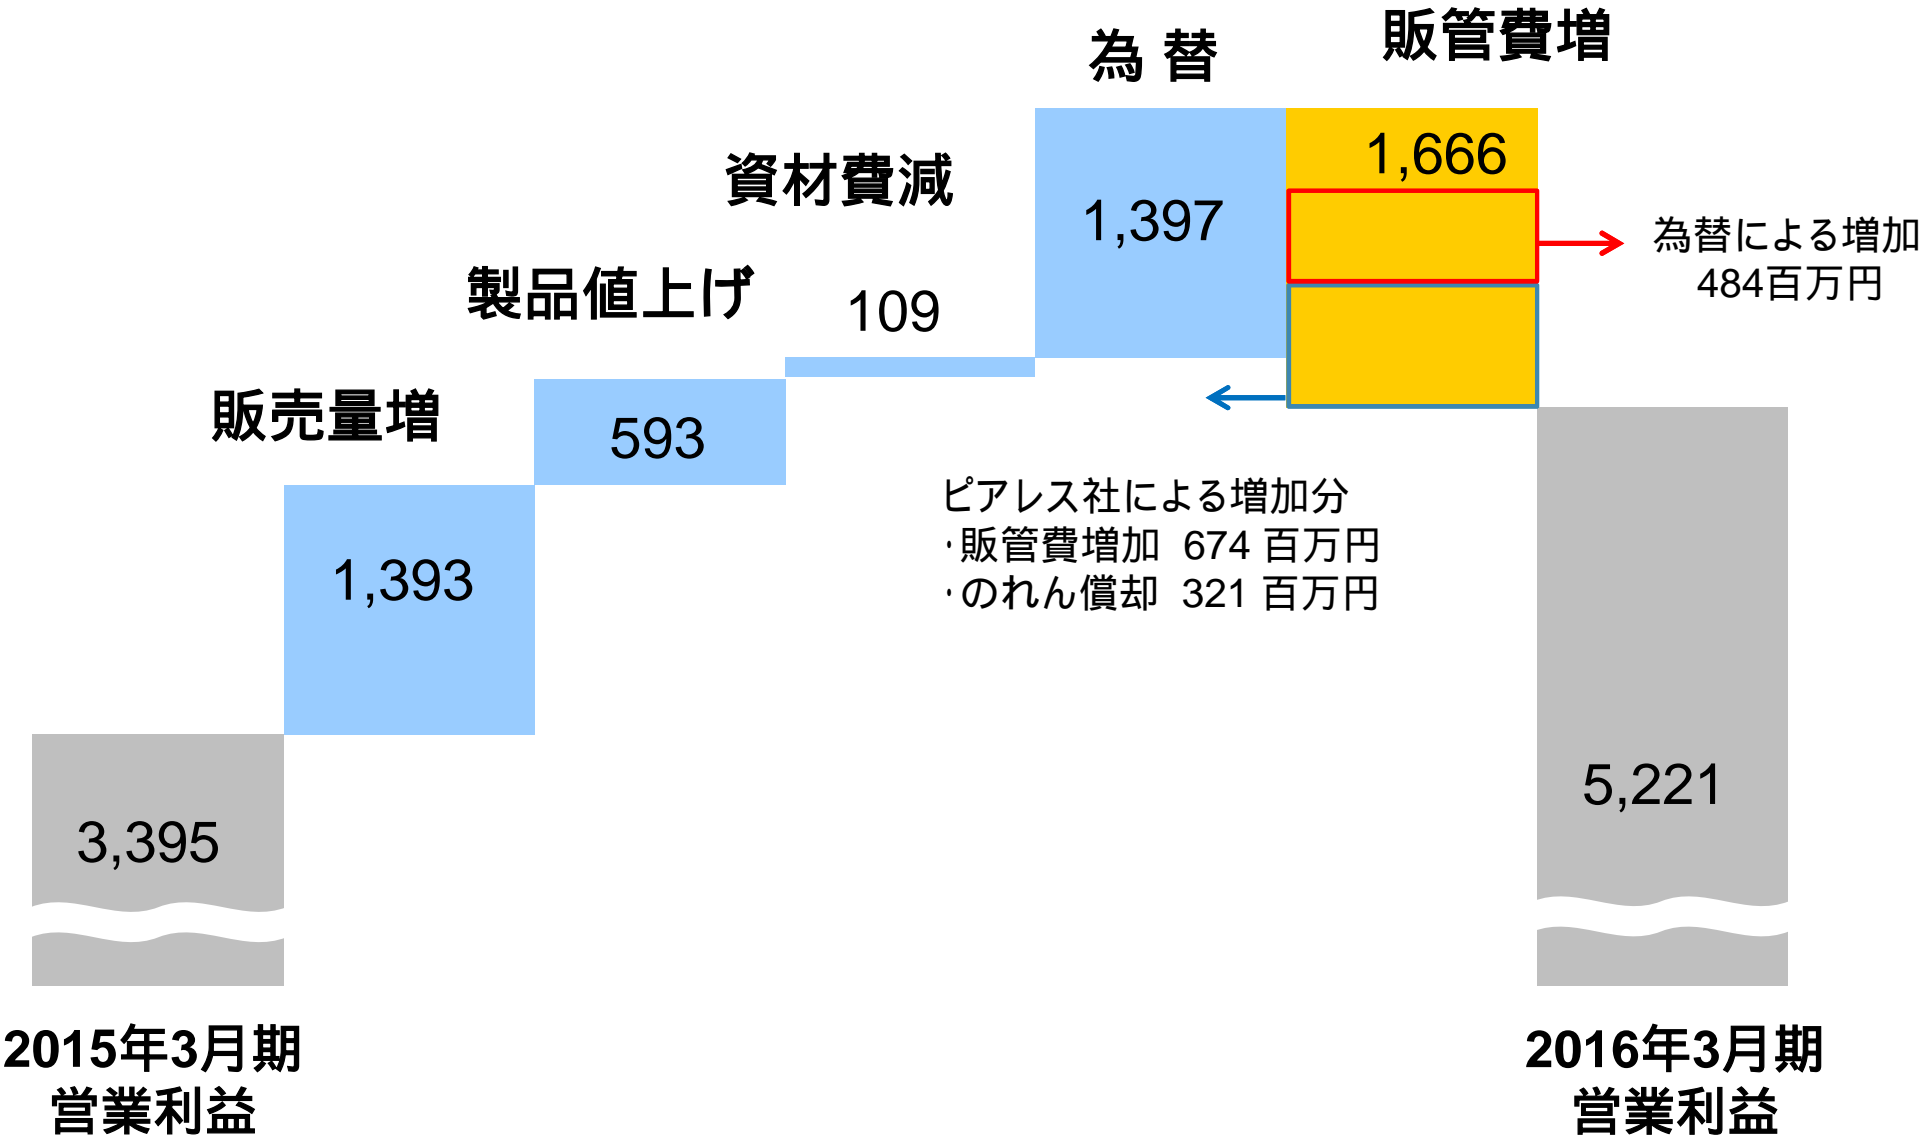 販管費増
為 替
1,666
資材費減
1,397
為替による増加
484百万円
製品値上げ
109
販売量増
593
ピアレス社による増加分
･販管費増加 674 百万円
･のれん償却 321 百万円
1,393
5,221
3,395
2015年3月期
営業利益
2016年3月期
営業利益